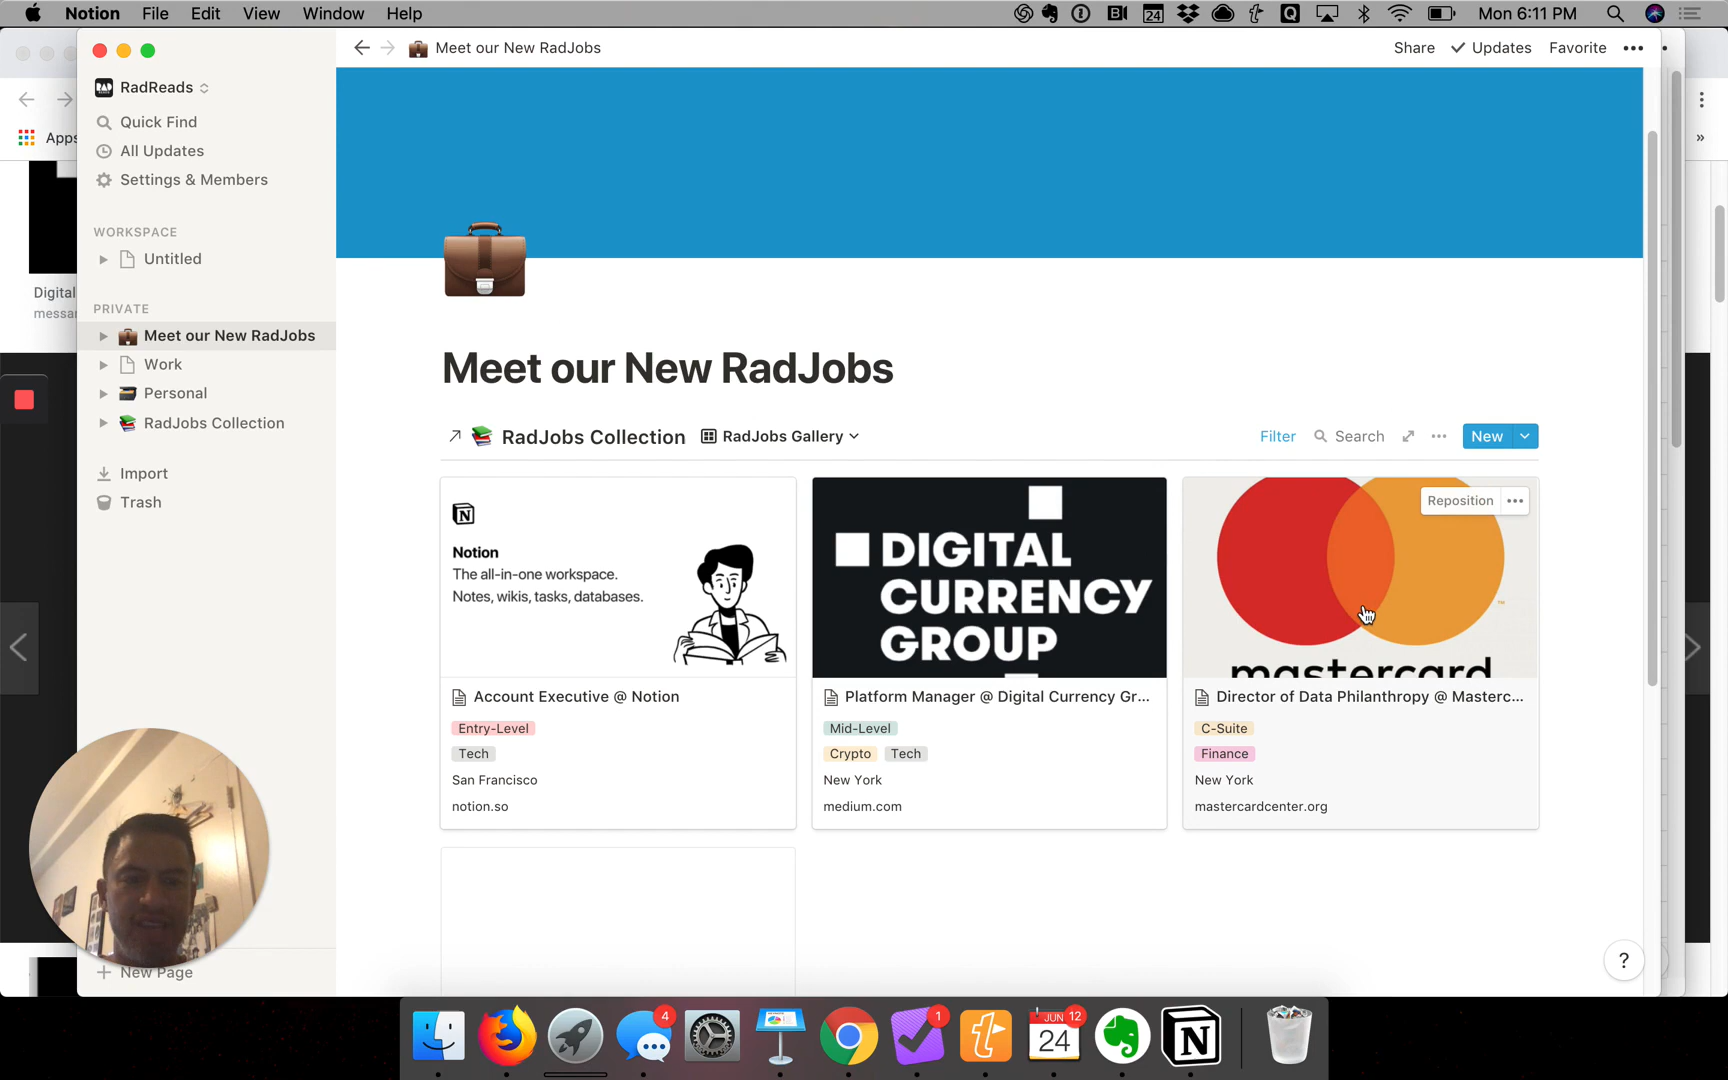 Notion File Edit View Window Help
24
Mon 6:11 PM
Meet our New RadJobs
Share Updates Favorite •••
RadReads
Quick Find
All Updates
Settings & Members
WORKSPACE
Untitled
PRIVATE
Meet our New RadJobs
Work
Personal
RadJobs Collection
Import
Trash
New Page
Apps
»
Digital
messa
Meet our New RadJobs
RadJobs Collection RadJobs Gallery
Filter Search ••• New
Notion
The all-in-one workspace.
Notes, wikis, tasks, databases.
Account Executive @ Notion
Entry-Level
Tech
San Francisco
notion.so
DIGITAL
CURRENCY
GROUP
Platform Manager @ Digital Currency Gr...
Mid-Level
Crypto Tech
New York
medium.com
Reposition •••
mastercard
Director of Data Philanthropy @ Masterc...
C-Suite
Finance
New York
mastercardcenter.org
?
4
1
JUN 12
24